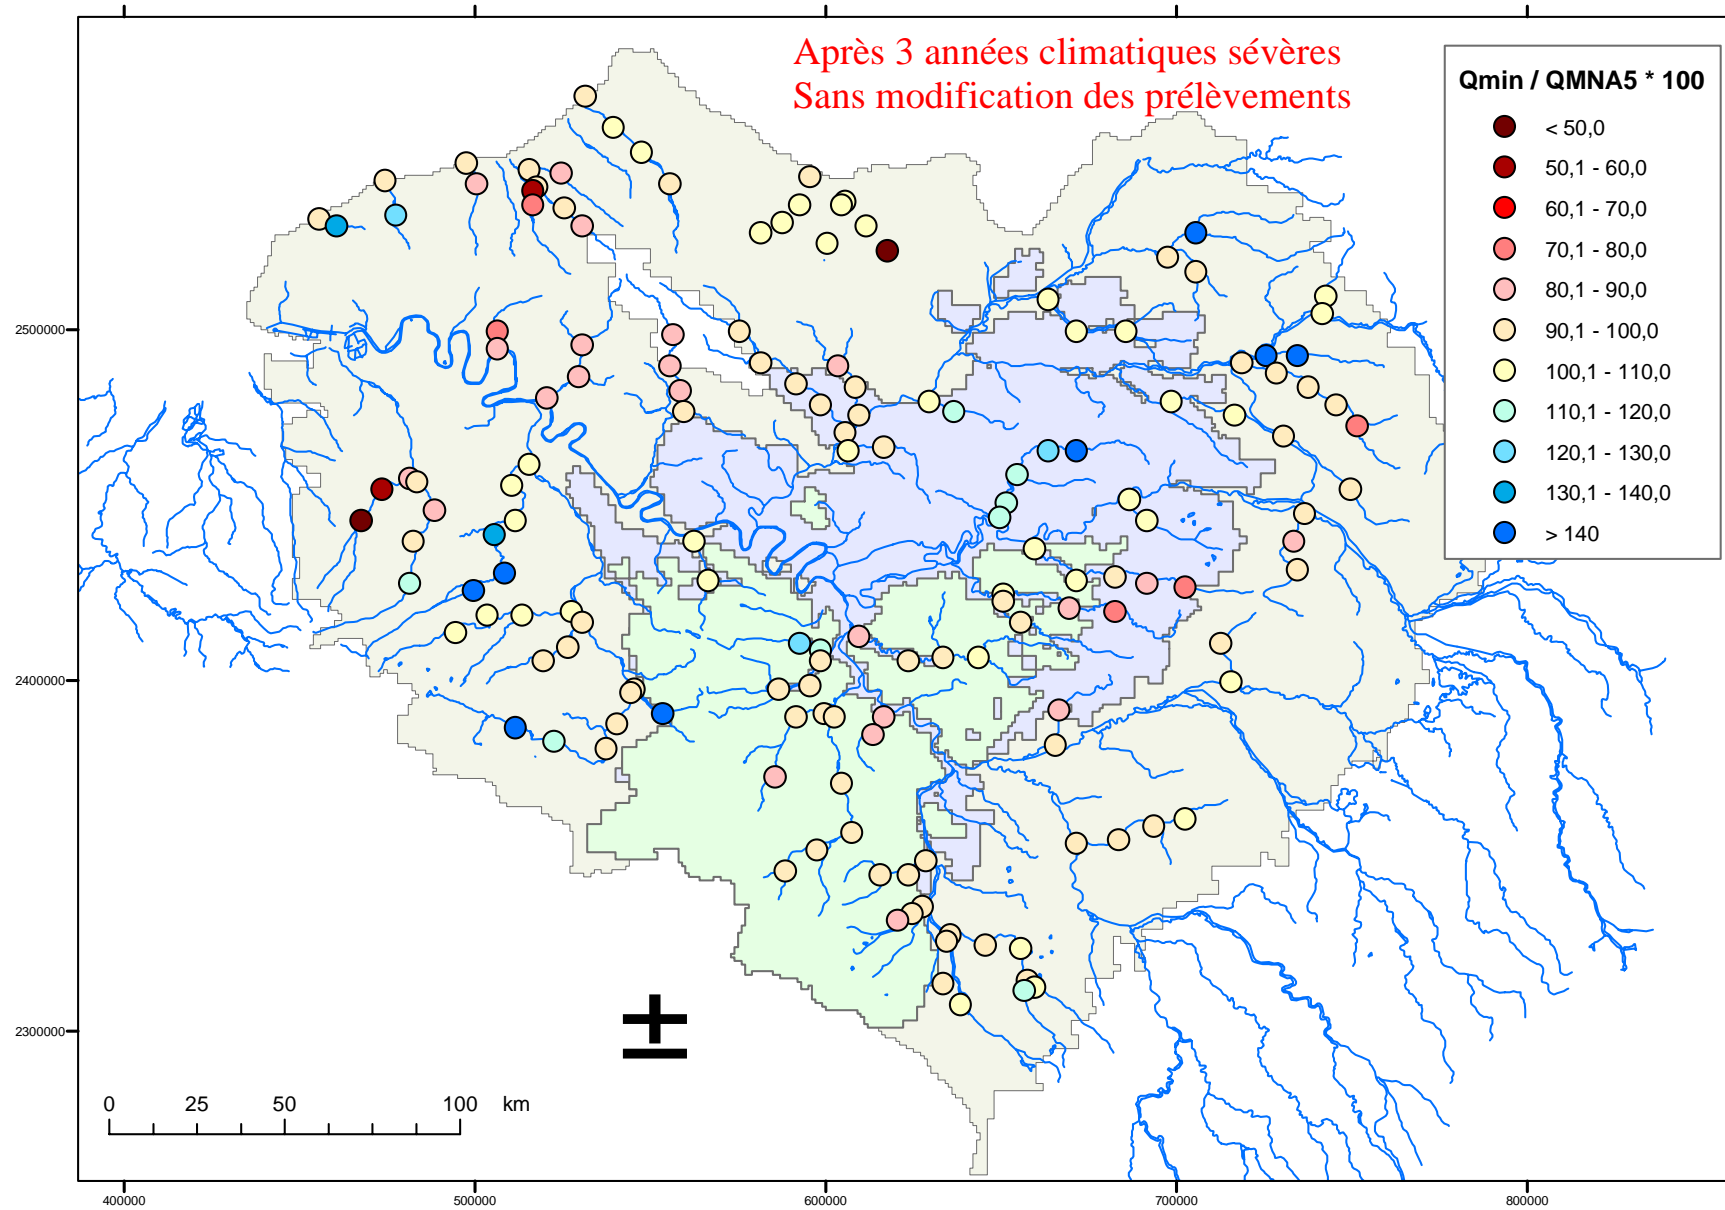 Après 3 années climatiques sévères
Sans modification des prélèvements
Qmin / QMNA5 * 100
< 50,0
50,1 - 60,0
60,1 - 70,0
70,1 - 80,0
80,1 - 90,0
90,1 - 100,0
100,1 - 110,0
110,1 - 120,0
120,1 - 130,0
130,1 - 140,0
> 140
2500000
2400000
2300000
0 25 50 100 km
400000 500000 600000 700000 800000